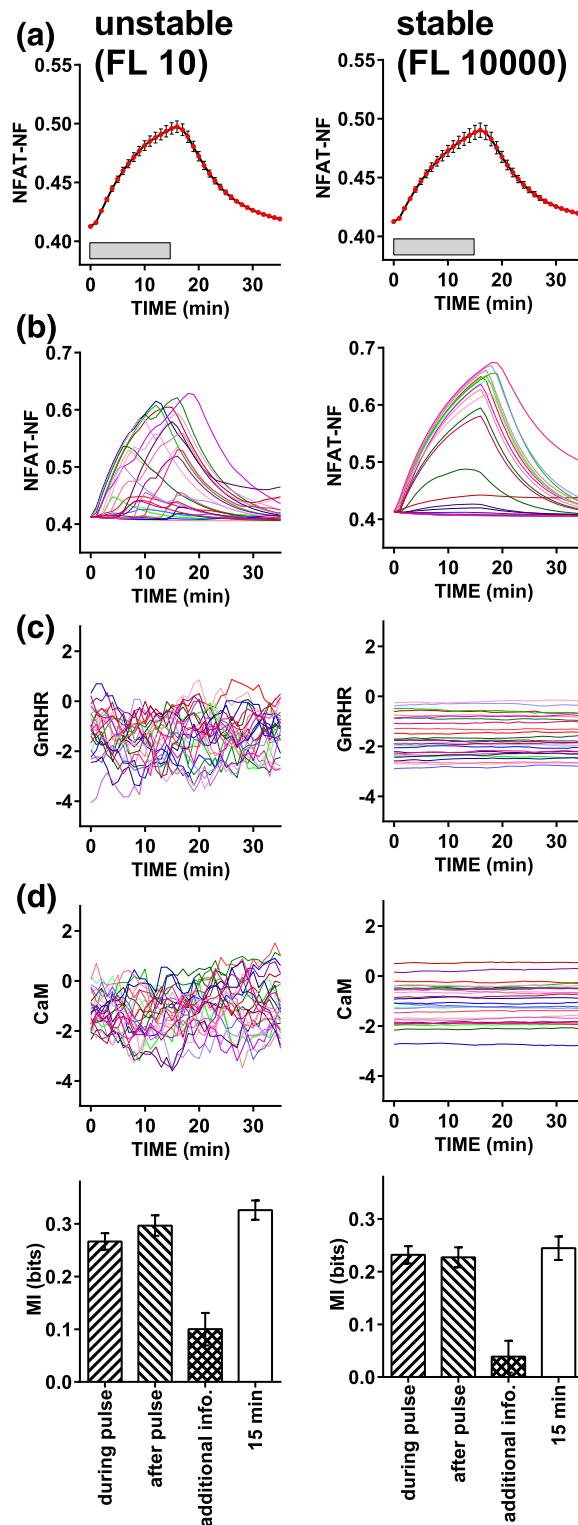 (a)
unstable
(FL 10)
stable
(FL 10000)
0.55
0.50
0.45
0.40
NFAT-NF
0 10 20 30
TIME (min)
0.55
0.50
0.45
0.40
NFAT-NF
0 10 20 30
TIME (min)
(b)
0.7
0.6
0.5
0.4
NFAT-NF
0 10 20 30
TIME (min)
0.7
0.6
0.5
0.4
NFAT-NF
0 10 20 30
TIME (min)
(c)
2
0
-2
-4
GnRHR
0 10 20 30
TIME (min)
2
0
-2
-4
GnRHR
0 10 20 30
TIME (min)
(d)
2
0
-2
-4
CaM
0 10 20 30
TIME (min)
2
0
-2
-4
CaM
0 10 20 30
TIME (min)
0.3
0.2
0.1
0.0
MI (bits)
during pulse
after pulse
additional info.
15 min
0.3
0.2
0.1
0.0
MI (bits)
during pulse
after pulse
additional info.
15 min